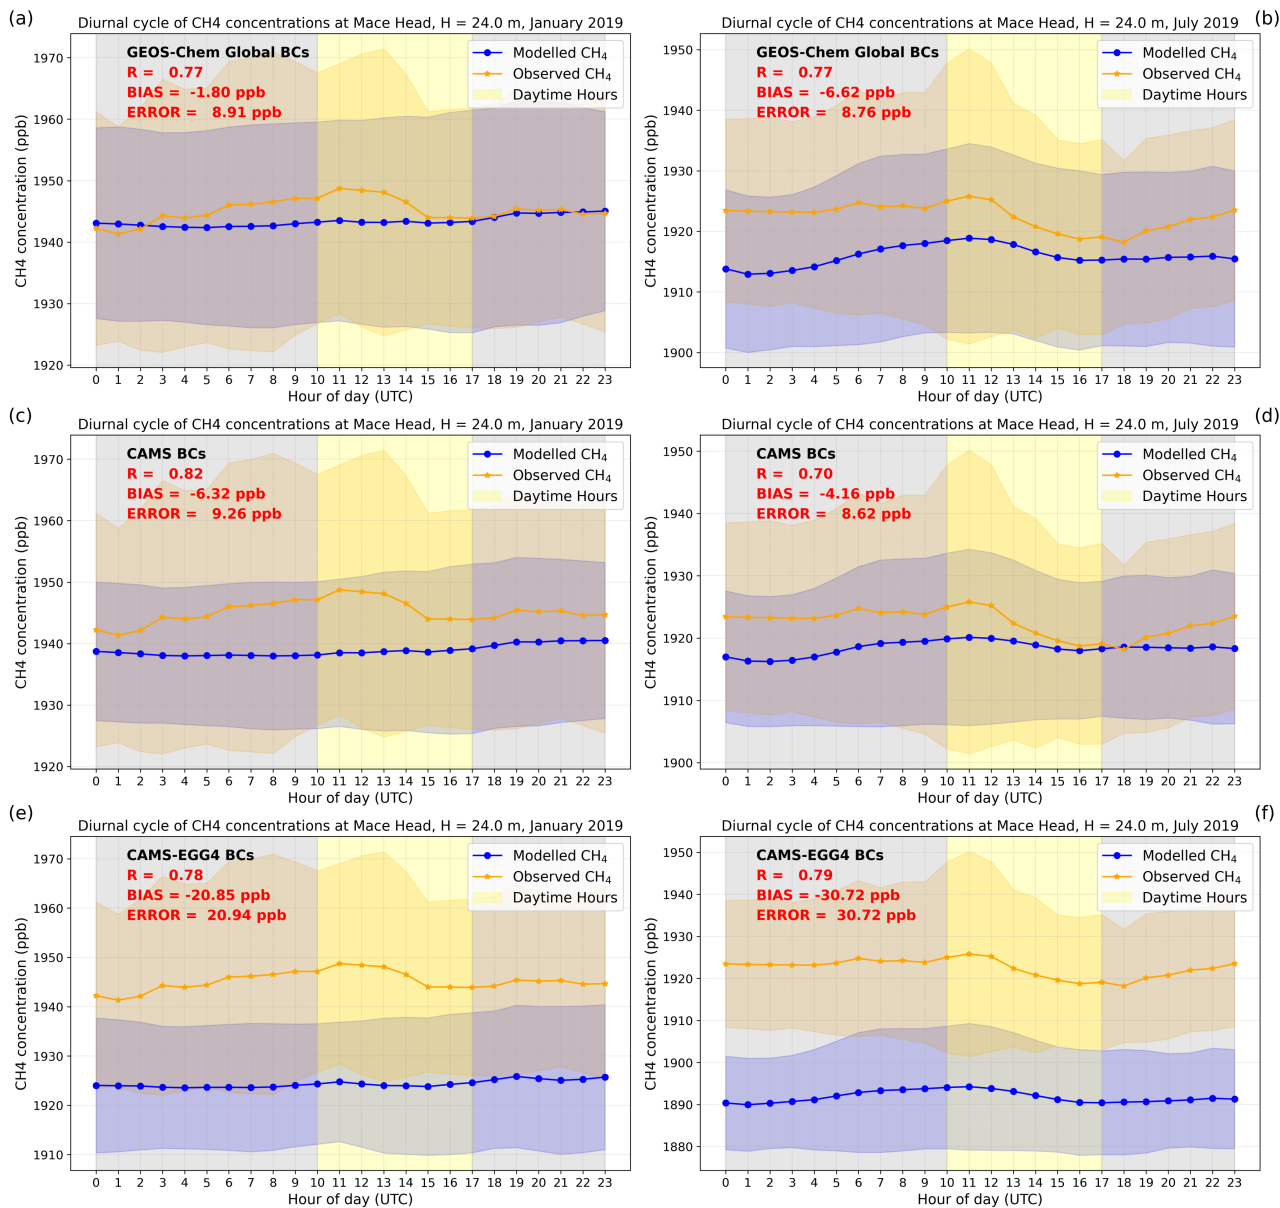 (a)
Diurnal cycle of CH4 concentrations at Mace Head, H = 24.0 m, January 2019
GEOS-Chem Global BCs
R = 0.77
BIAS = -1.80 ppb
ERROR = 8.91 ppb
Modelled CH4
Observed CH4
Daytime Hours
CH4 concentration (ppb)
1970
1960
1950
1940
1930
1920
0 1 2 3 4 5 6 7 8 9 10 11 12 13 14 15 16 17 18 19 20 21 22 23
Hour of day (UTC)
(b)
Diurnal cycle of CH4 concentrations at Mace Head, H = 24.0 m, July 2019
GEOS-Chem Global BCs
R = 0.77
BIAS = -6.62 ppb
ERROR = 8.76 ppb
Modelled CH4
Observed CH4
Daytime Hours
CH4 concentration (ppb)
1950
1940
1930
1920
1910
1900
0 1 2 3 4 5 6 7 8 9 10 11 12 13 14 15 16 17 18 19 20 21 22 23
Hour of day (UTC)
(c)
Diurnal cycle of CH4 concentrations at Mace Head, H = 24.0 m, January 2019
CAMS BCs
R = 0.82
BIAS = -6.32 ppb
ERROR = 9.26 ppb
Modelled CH4
Observed CH4
Daytime Hours
CH4 concentration (ppb)
1970
1960
1950
1940
1930
1920
0 1 2 3 4 5 6 7 8 9 10 11 12 13 14 15 16 17 18 19 20 21 22 23
Hour of day (UTC)
(d)
Diurnal cycle of CH4 concentrations at Mace Head, H = 24.0 m, July 2019
CAMS BCs
R = 0.70
BIAS = -4.16 ppb
ERROR = 8.62 ppb
Modelled CH4
Observed CH4
Daytime Hours
CH4 concentration (ppb)
1950
1940
1930
1920
1910
1900
0 1 2 3 4 5 6 7 8 9 10 11 12 13 14 15 16 17 18 19 20 21 22 23
Hour of day (UTC)
(e)
Diurnal cycle of CH4 concentrations at Mace Head, H = 24.0 m, January 2019
CAMS-EGG4 BCs
R = 0.78
BIAS = -20.85 ppb
ERROR = 20.94 ppb
Modelled CH4
Observed CH4
Daytime Hours
CH4 concentration (ppb)
1970
1960
1950
1940
1930
1920
1910
0 1 2 3 4 5 6 7 8 9 10 11 12 13 14 15 16 17 18 19 20 21 22 23
Hour of day (UTC)
(f)
Diurnal cycle of CH4 concentrations at Mace Head, H = 24.0 m, July 2019
CAMS-EGG4 BCs
R = 0.79
BIAS = -30.72 ppb
ERROR = 30.72 ppb
Modelled CH4
Observed CH4
Daytime Hours
CH4 concentration (ppb)
1950
1940
1930
1920
1910
1900
1890
1880
0 1 2 3 4 5 6 7 8 9 10 11 12 13 14 15 16 17 18 19 20 21 22 23
Hour of day (UTC)